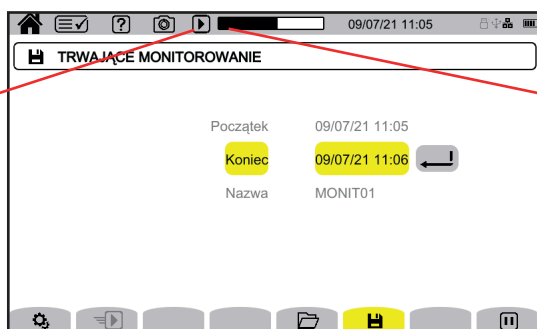 09/07/21 11:05
TRWAJĄCE MONITOROWANIE
Początek 09/07/21 11:05
Koniec 09/07/21 11:06
Nazwa MONIT01